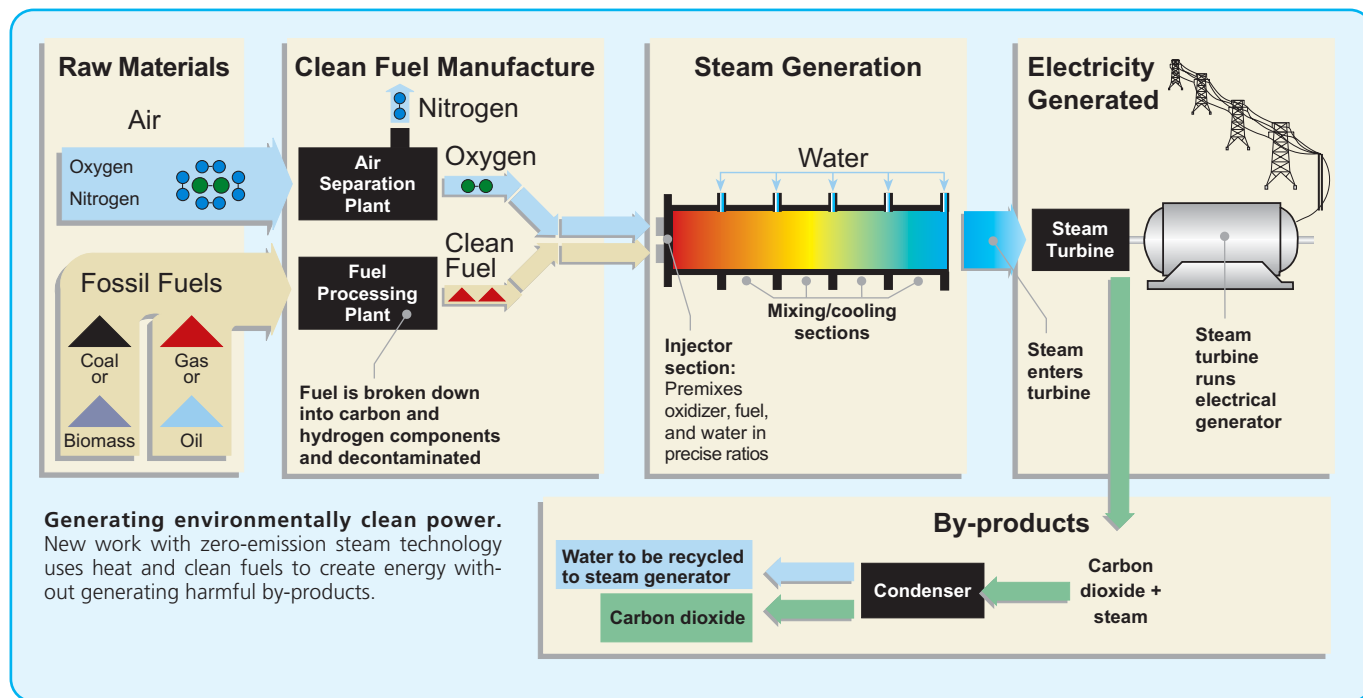 Raw Materials
Air
Oxygen
Nitrogen
Fossil Fuels
Coal
or
Biomass
Gas
or
Oil
Clean Fuel Manufacture
Nitrogen
Air
Separation
Plant
Oxygen
Clean
Fuel
Fuel
Processing
Plant
Fuel is broken down
into carbon and
hydrogen components
and decontaminated
Steam Generation
Water
Mixing/cooling
sections
Injector
section:
Premixes
oxidizer, fuel,
and water in
precise ratios
Electricity
Generated
Steam
Turbine
Steam
enters
turbine
Steam
turbine
runs
electrical
generator
Generating environmentally clean power.
New work with zero-emission steam technology
uses heat and clean fuels to create energy with-
out generating harmful by-products.
By-products
Water to be recycled
to steam generator
Carbon dioxide
Condenser
Carbon
dioxide +
steam